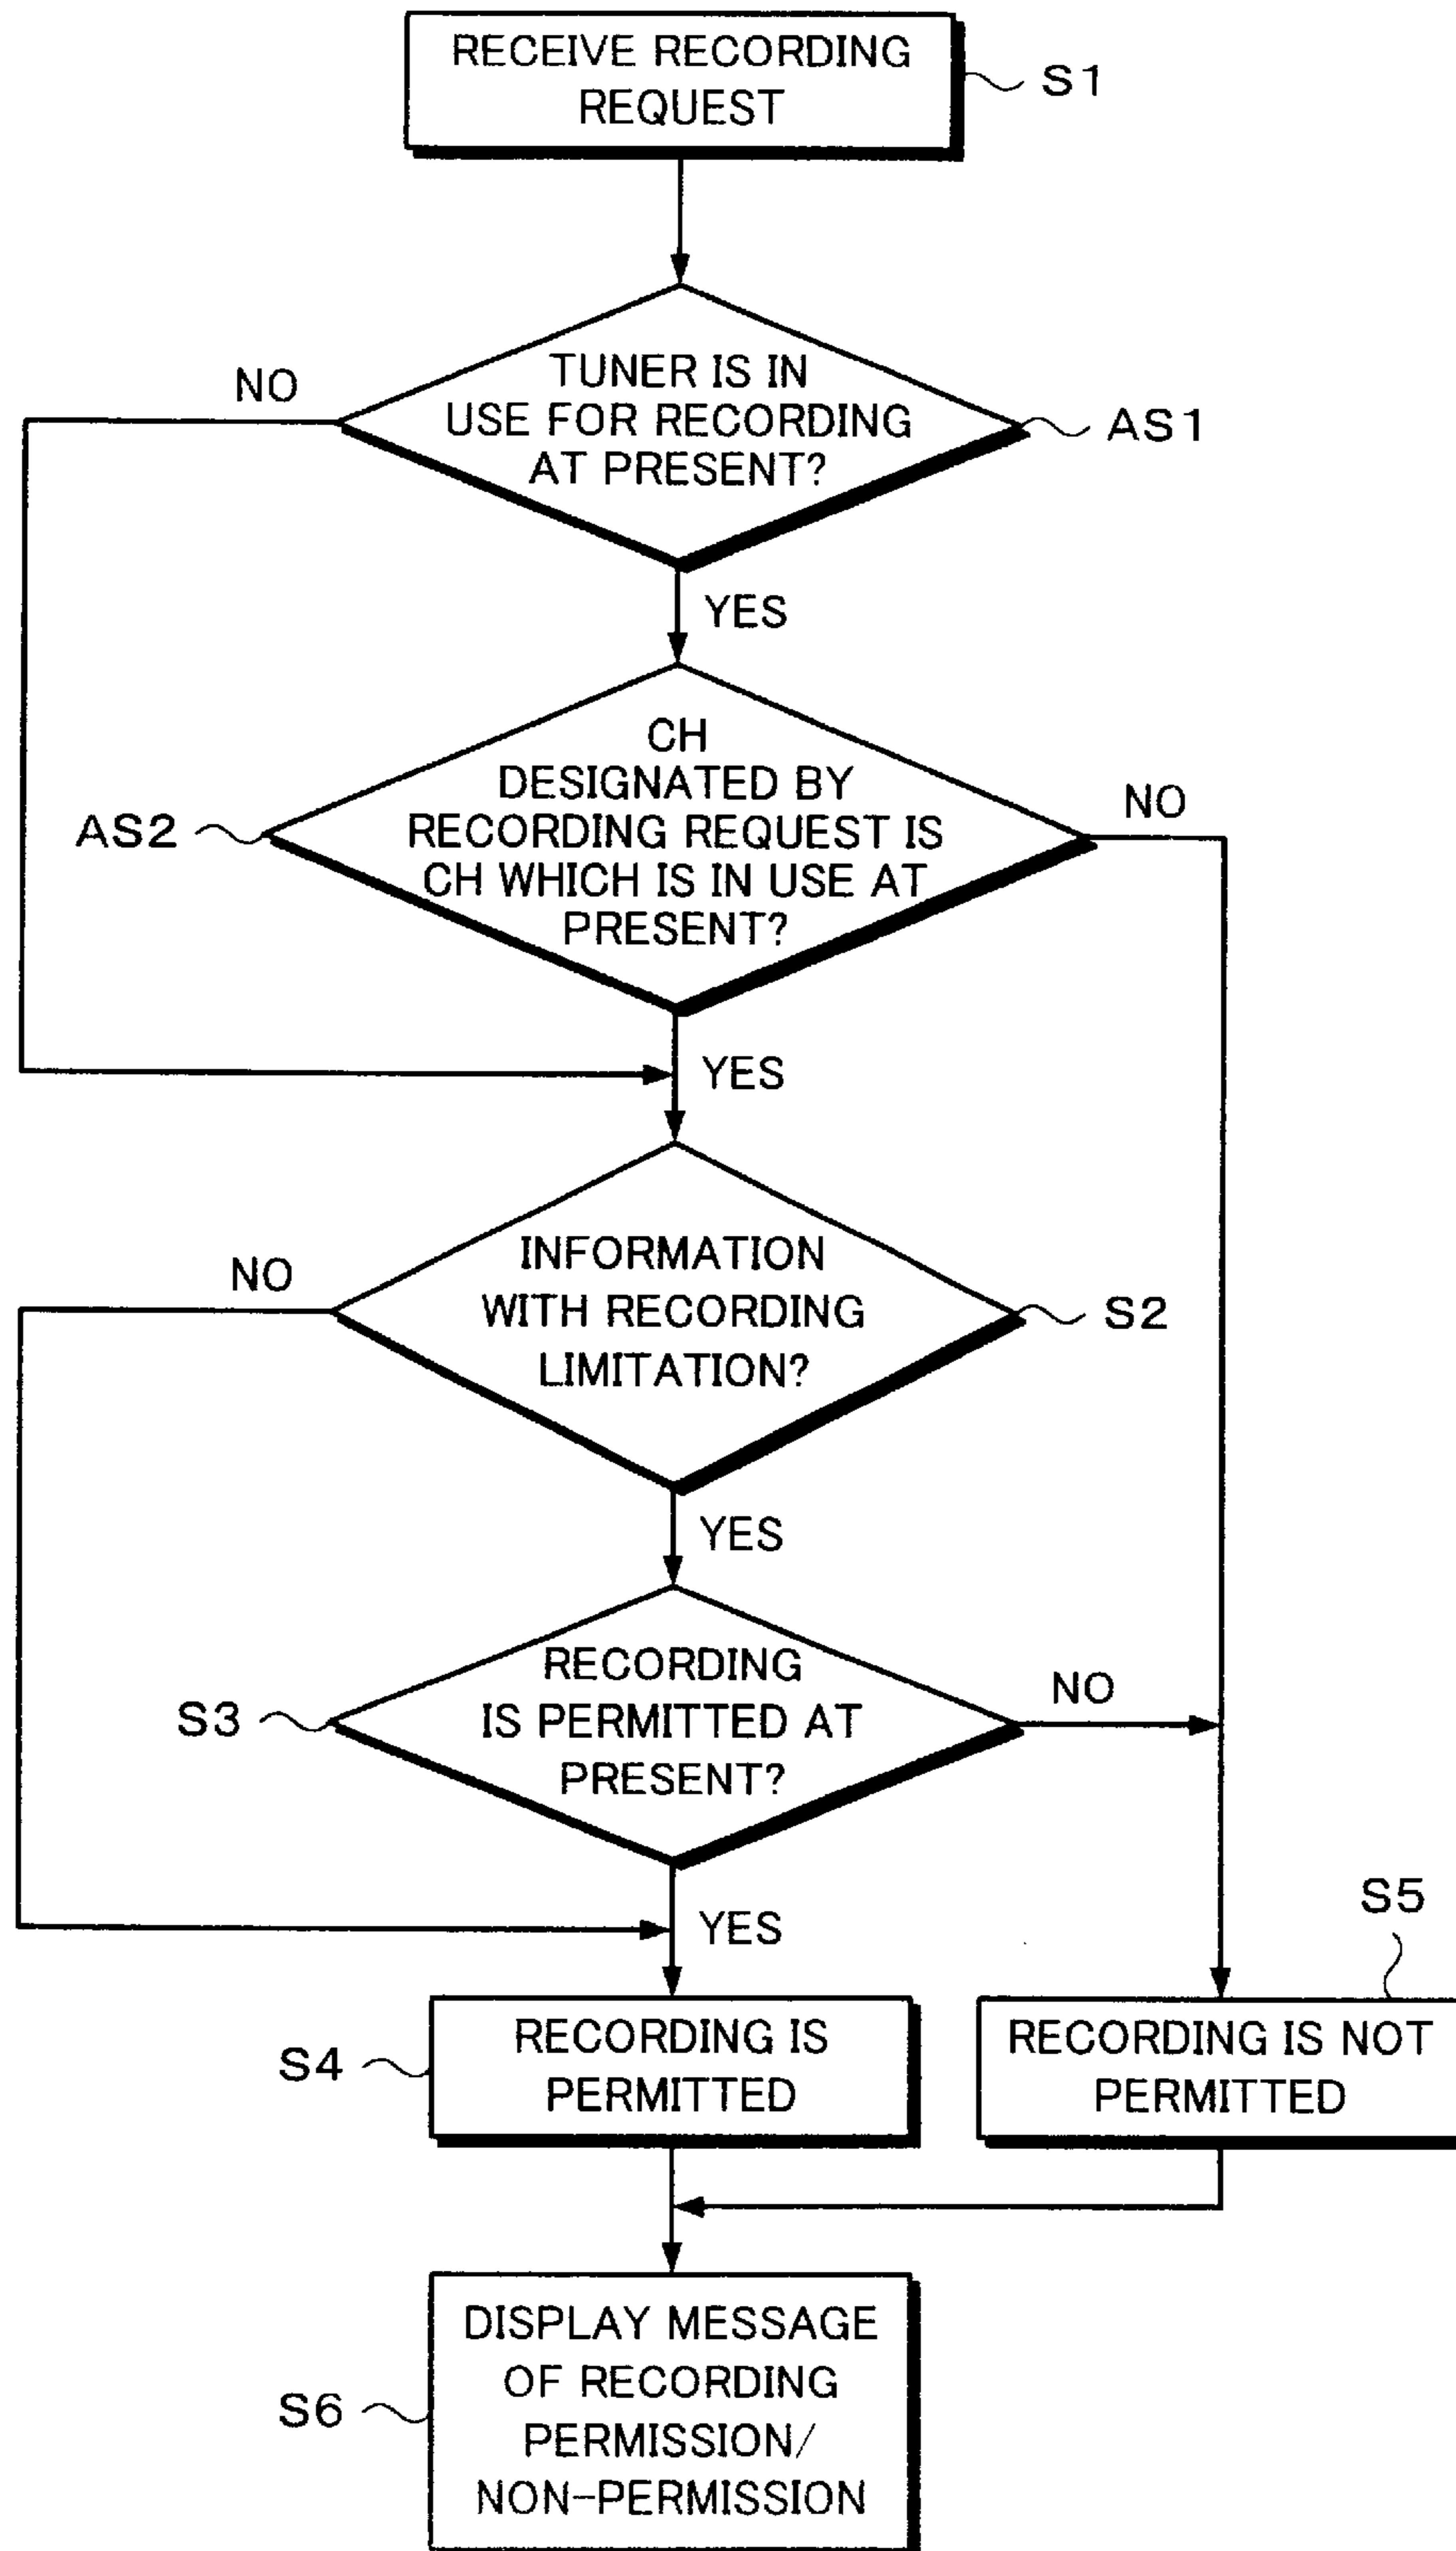 RECEIVE RECORDING
REQUEST
S1
TUNER IS IN
USE FOR RECORDING
AT PRESENT?
NO
AS1
YES
CH
DESIGNATED BY
RECORDING REQUEST IS
CH WHICH IS IN USE AT
PRESENT?
AS2
NO
YES
INFORMATION
WITH RECORDING
LIMITATION?
NO
S2
YES
RECORDING
IS PERMITTED AT
PRESENT?
S3
NO
YES
S5
RECORDING IS
PERMITTED
S4
RECORDING IS NOT
PERMITTED
DISPLAY MESSAGE
OF RECORDING
PERMISSION/
NON-PERMISSION
S6